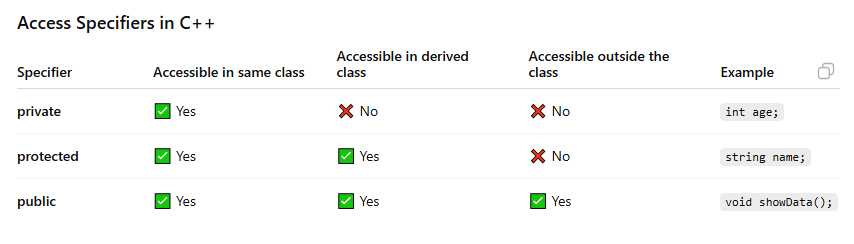 Access Specifiers in C++
Specifier Accessible in same class Accessible in derived class Accessible outside the class Example
private ✅ Yes ❌ No ❌ No int age;
protected ✅ Yes ✅ Yes ❌ No string name;
public ✅ Yes ✅ Yes ✅ Yes void showData();